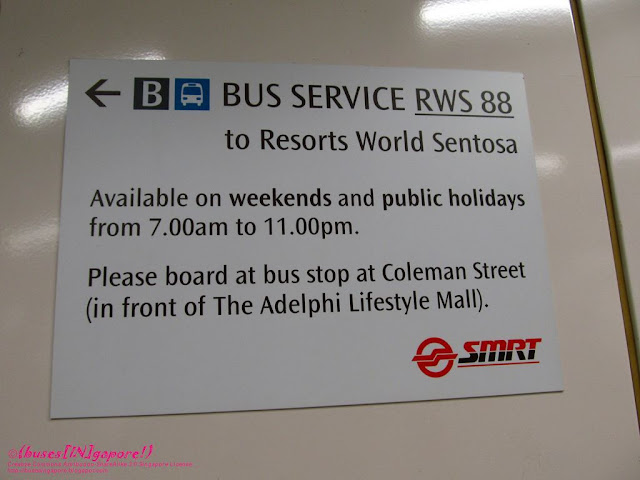 ← B BUS SERVICE RWS 88
to Resorts World Sentosa
Available on weekends and public holidays
from 7.00am to 11.00pm.
Please board at bus stop at Coleman Street
(in front of The Adelphi Lifestyle Mall).
SMRT
©(buses[IN]gapore!)